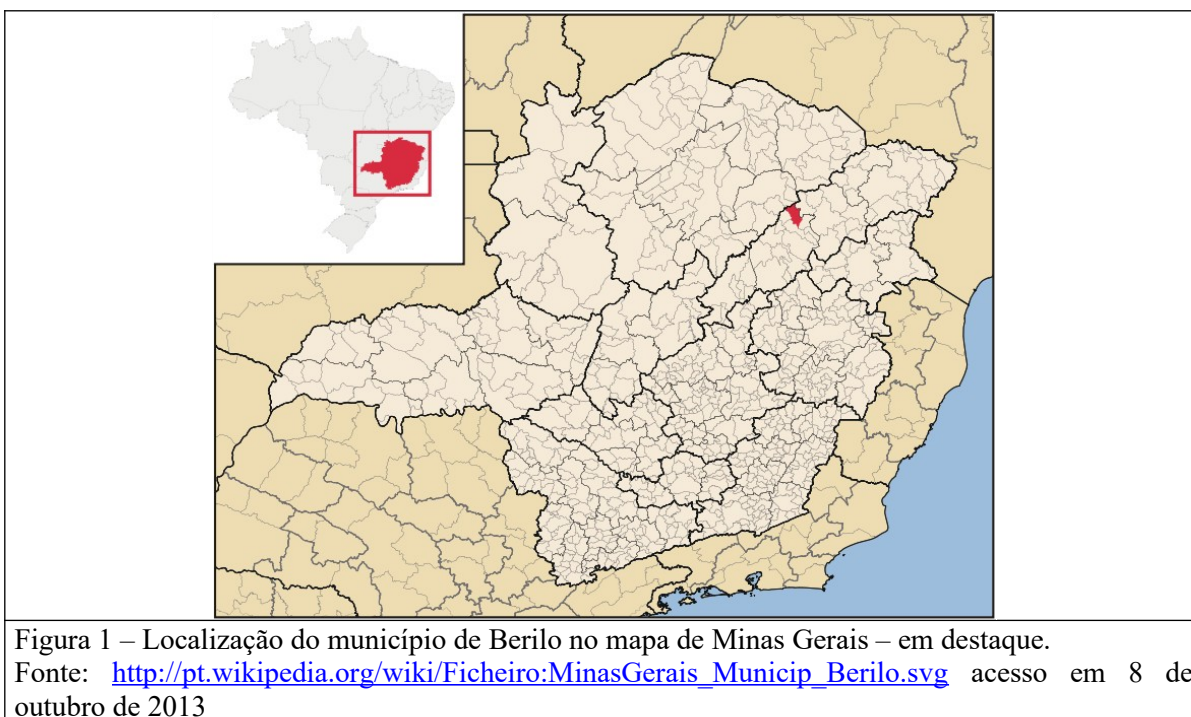 Figura 1 – Localização do município de Berilo no mapa de Minas Gerais – em destaque.
Fonte: http://pt.wikipedia.org/wiki/Ficheiro:MinasGerais_Municip_Berilo.svg acesso em 8 de
outubro de 2013